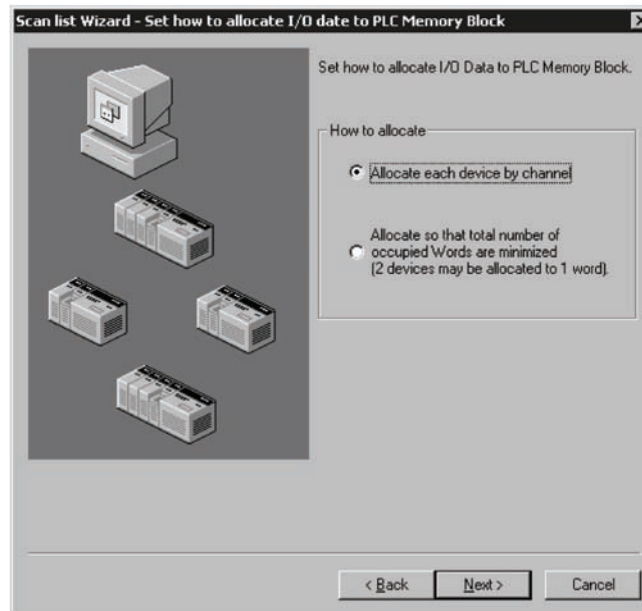 Scan list Wizard - Set how to allocate I/O date to PLC Memory Block
Set how to allocate I/O Data to PLC Memory Block.
How to allocate
Allocate each device by channel
Allocate so that total number of
occupied Words are minimized
(2 devices may be allocated to 1 word).
< Back
Next >
Cancel